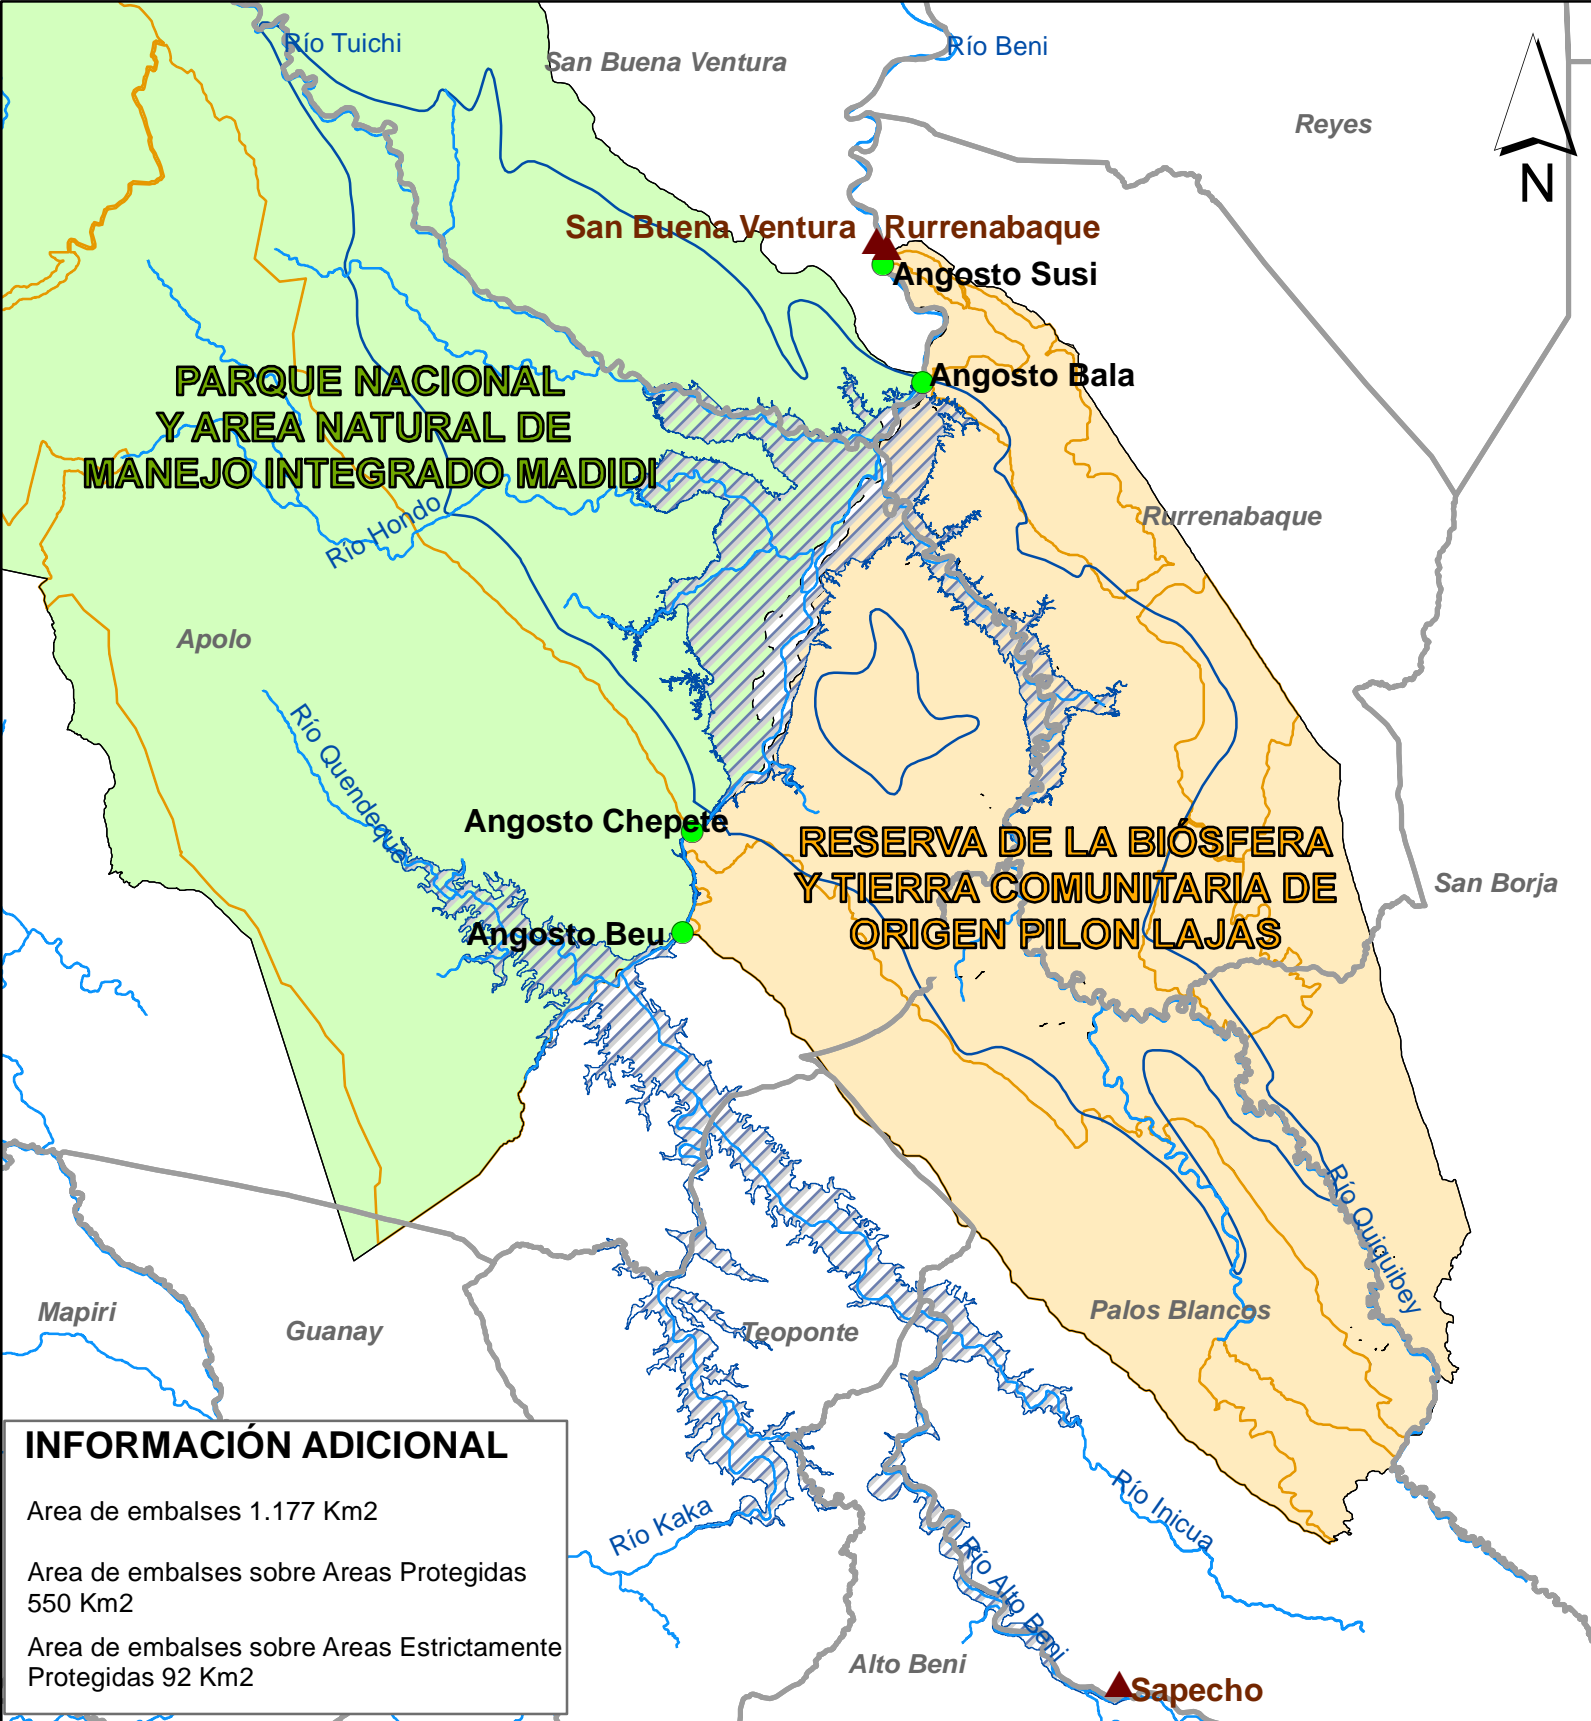 Río Tuichi
San Buena Ventura
Río Beni
Reyes
N
San Buena Ventura
Rurrenabaque
Angosto Susi
Angosto Bala
PARQUE NACIONAL
Y AREA NATURAL DE
MANEJO INTEGRADO MADIDI
Río Hondo
Rurrenabaque
Apolo
Río Quendeque
Angosto Chepete
RESERVA DE LA BIÓSFERA
Y TIERRA COMUNITARIA DE
ORIGEN PILON LAJAS
San Borja
Angosto Beu
Río Quiquibey
Mapiri
Guanay
Teoponte
Palos Blancos
INFORMACIÓN ADICIONAL
Area de embalses 1.177 Km2
Area de embalses sobre Areas Protegidas
550 Km2
Area de embalses sobre Areas Estrictamente
Protegidas 92 Km2
Río Kaka
Río Inicua
Río Alto Beni
Alto Beni
Sapecho